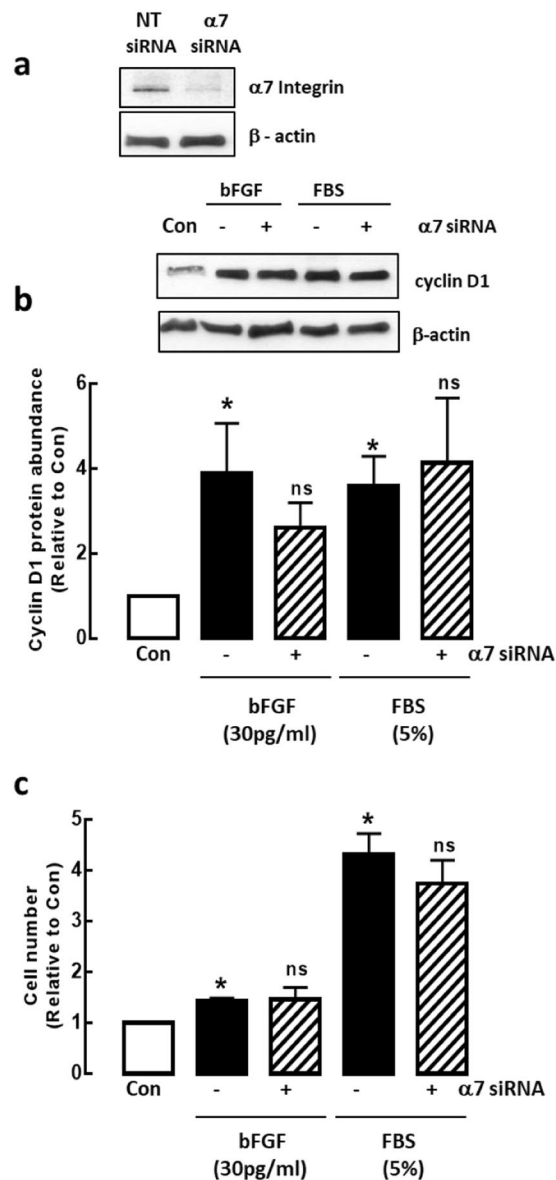 NT α7
siRNA siRNA
a
α7 Integrin
β - actin
bFGF FBS
Con - + - + α7 siRNA
cyclin D1
b
β-actin
Cyclin D1 protein abundance
(Relative to Con)
6
4
2
0
* ns * ns
Con - + - + α7 siRNA
bFGF FBS
(30pg/ml) (5%)
c
Cell number
(Relative to Con)
5
4
3
2
1
0
* ns * ns
Con - + - + α7 siRNA
bFGF FBS
(30pg/ml) (5%)